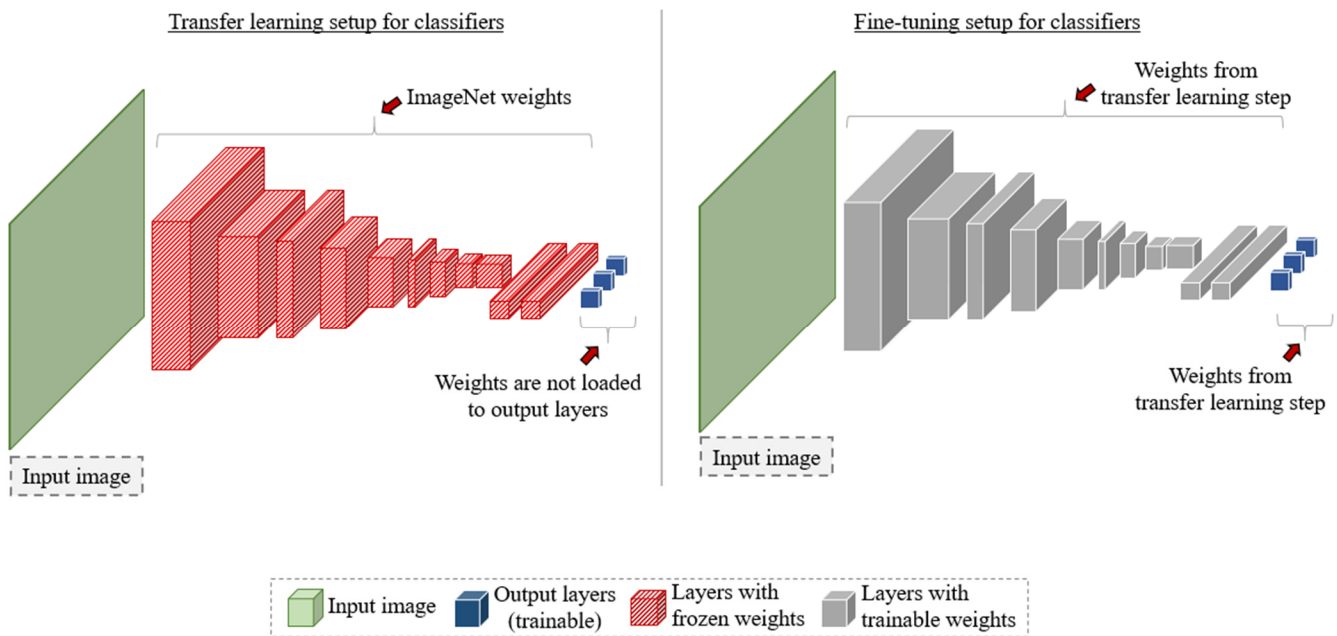 Transfer learning setup for classifiers
ImageNet weights
Weights are not loaded
to output layers
Input image
Fine-tuning setup for classifiers
Weights from
transfer learning step
Weights from
transfer learning step
Input image
Input image
Output layers
(trainable)
Layers with
frozen weights
Layers with
trainable weights